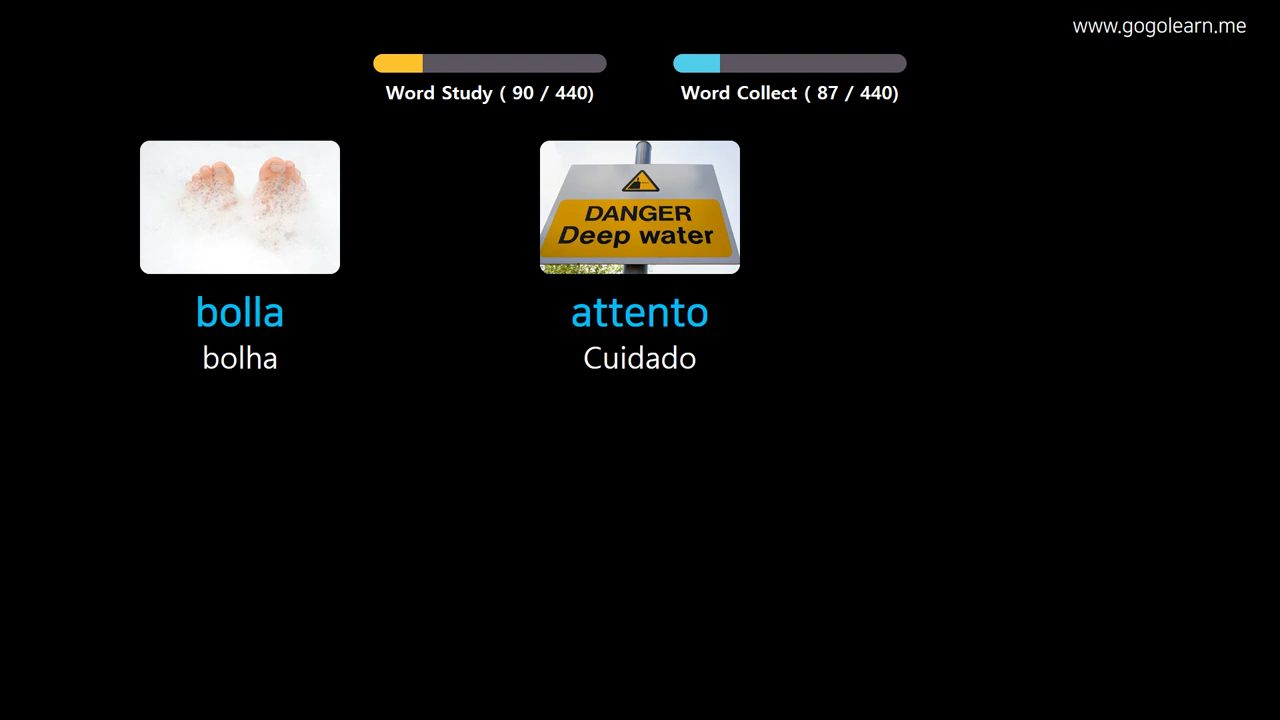 www.gogolearn.me
Word Study ( 90 / 440)
Word Collect ( 87 / 440)
DANGER
Deep water
bolla
bolha
attento
Cuidado